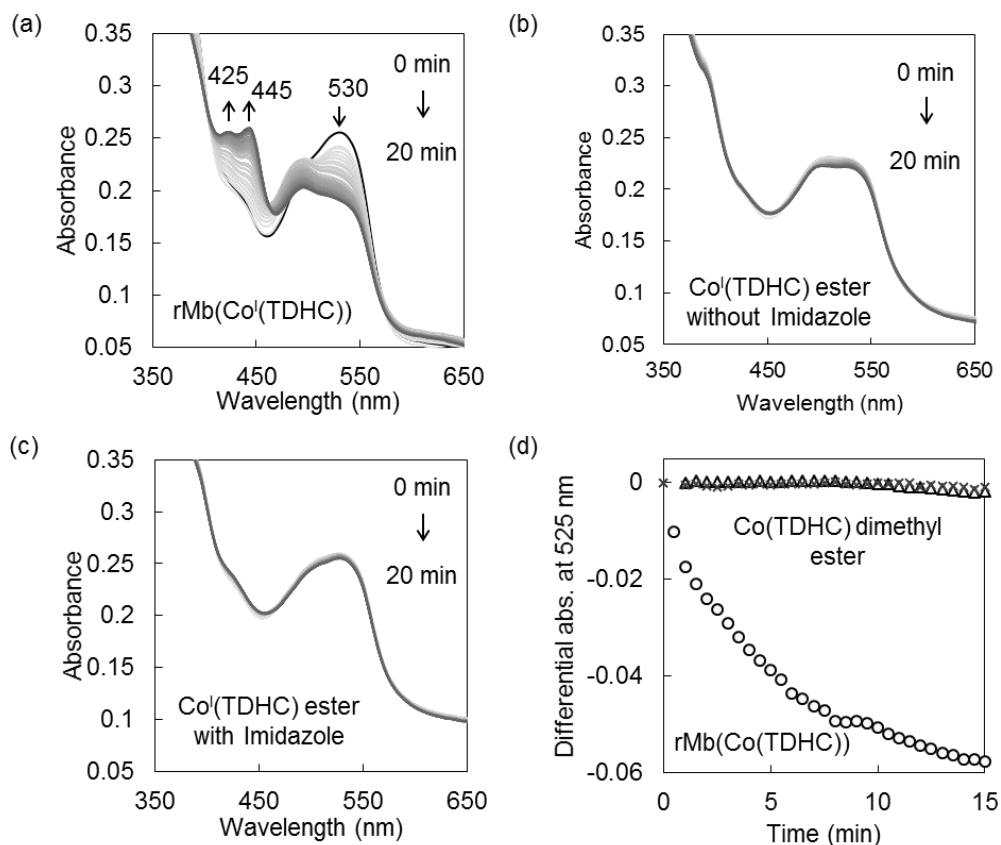 (a)
0.35
0.3
0.25
0.2
0.15
0.05
Absorbance
425
445
530
0 min
20 min
rMb(Coᴵ(TDHC))
350 450 550 650
Wavelength (nm)
(b)
0.35
0.3
0.25
0.2
0.15
0.1
0.05
Absorbance
0 min
20 min
Coᴵ(TDHC) ester
without Imidazole
350 450 550 650
Wavelength (nm)
(c)
0.35
0.3
0.25
0.2
0.15
0.1
0.05
Absorbance
0 min
20 min
Coᴵ(TDHC) ester
with Imidazole
350 450 550 650
Wavelength (nm)
(d)
0
-0.02
-0.04
-0.06
Differential abs. at 525 nm
Co(TDHC) dimethyl
ester
rMb(Co(TDHC))
0 5 10 15
Time (min)